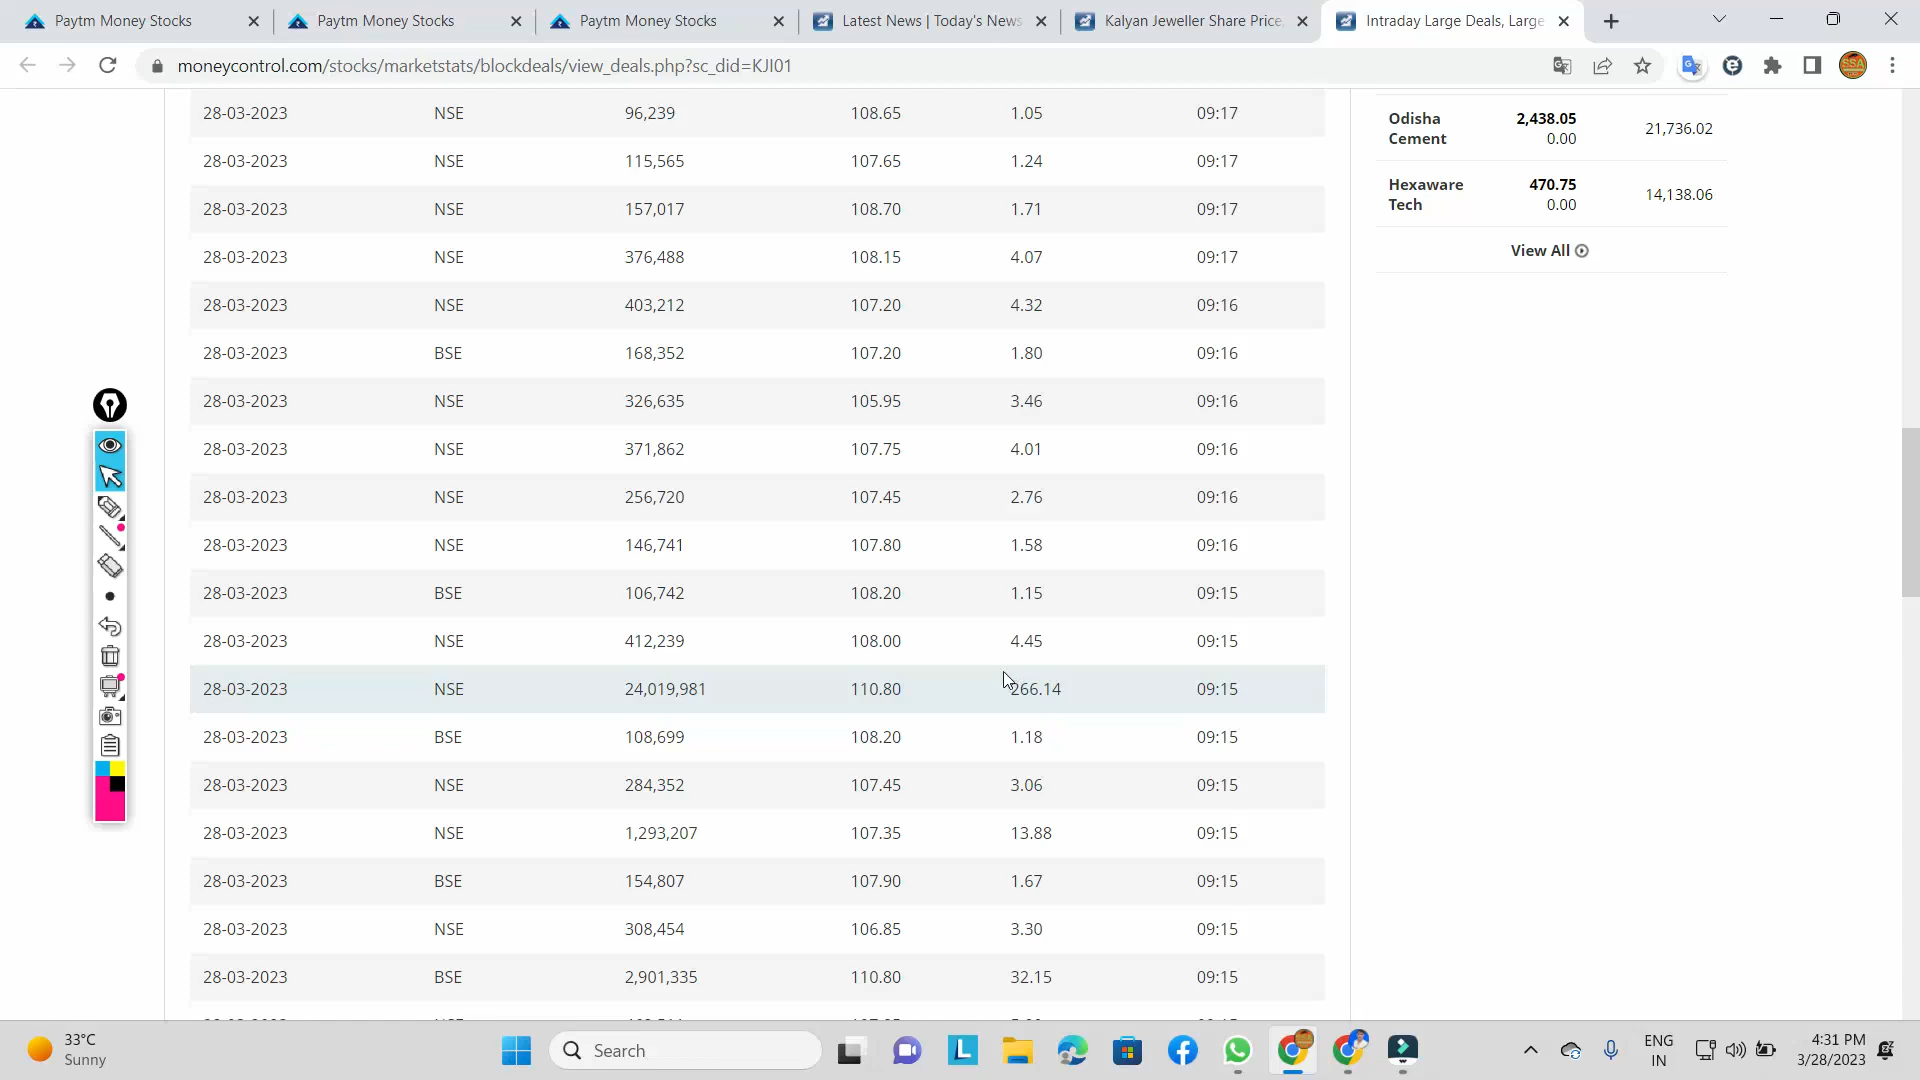 Paytm Money Stocks
Paytm Money Stocks
Paytm Money Stocks
Latest News | Today's News
Kalyan Jeweller Share Price,
Intraday Large Deals, Large
moneycontrol.com/stocks/marketstats/blockdeals/view_deals.php?sc_did=KJI01
SSA
28-03-2023 NSE 96,239 108.65 1.05 09:17
28-03-2023 NSE 115,565 107.65 1.24 09:17
28-03-2023 NSE 157,017 108.70 1.71 09:17
28-03-2023 NSE 376,488 108.15 4.07 09:17
28-03-2023 NSE 403,212 107.20 4.32 09:16
28-03-2023 BSE 168,352 107.20 1.80 09:16
28-03-2023 NSE 326,635 105.95 3.46 09:16
28-03-2023 NSE 371,862 107.75 4.01 09:16
28-03-2023 NSE 256,720 107.45 2.76 09:16
28-03-2023 NSE 146,741 107.80 1.58 09:16
28-03-2023 BSE 106,742 108.20 1.15 09:15
28-03-2023 NSE 412,239 108.00 4.45 09:15
28-03-2023 NSE 24,019,981 110.80 266.14 09:15
28-03-2023 BSE 108,699 108.20 1.18 09:15
28-03-2023 NSE 284,352 107.45 3.06 09:15
28-03-2023 NSE 1,293,207 107.35 13.88 09:15
28-03-2023 BSE 154,807 107.90 1.67 09:15
28-03-2023 NSE 308,454 106.85 3.30 09:15
28-03-2023 BSE 2,901,335 110.80 32.15 09:15
Odisha 2,438.05
Cement 0.00 21,736.02
Hexaware 470.75
Tech 0.00 14,138.06
View All
33°C
Sunny
Search
ENG
IN
4:31 PM
3/28/2023